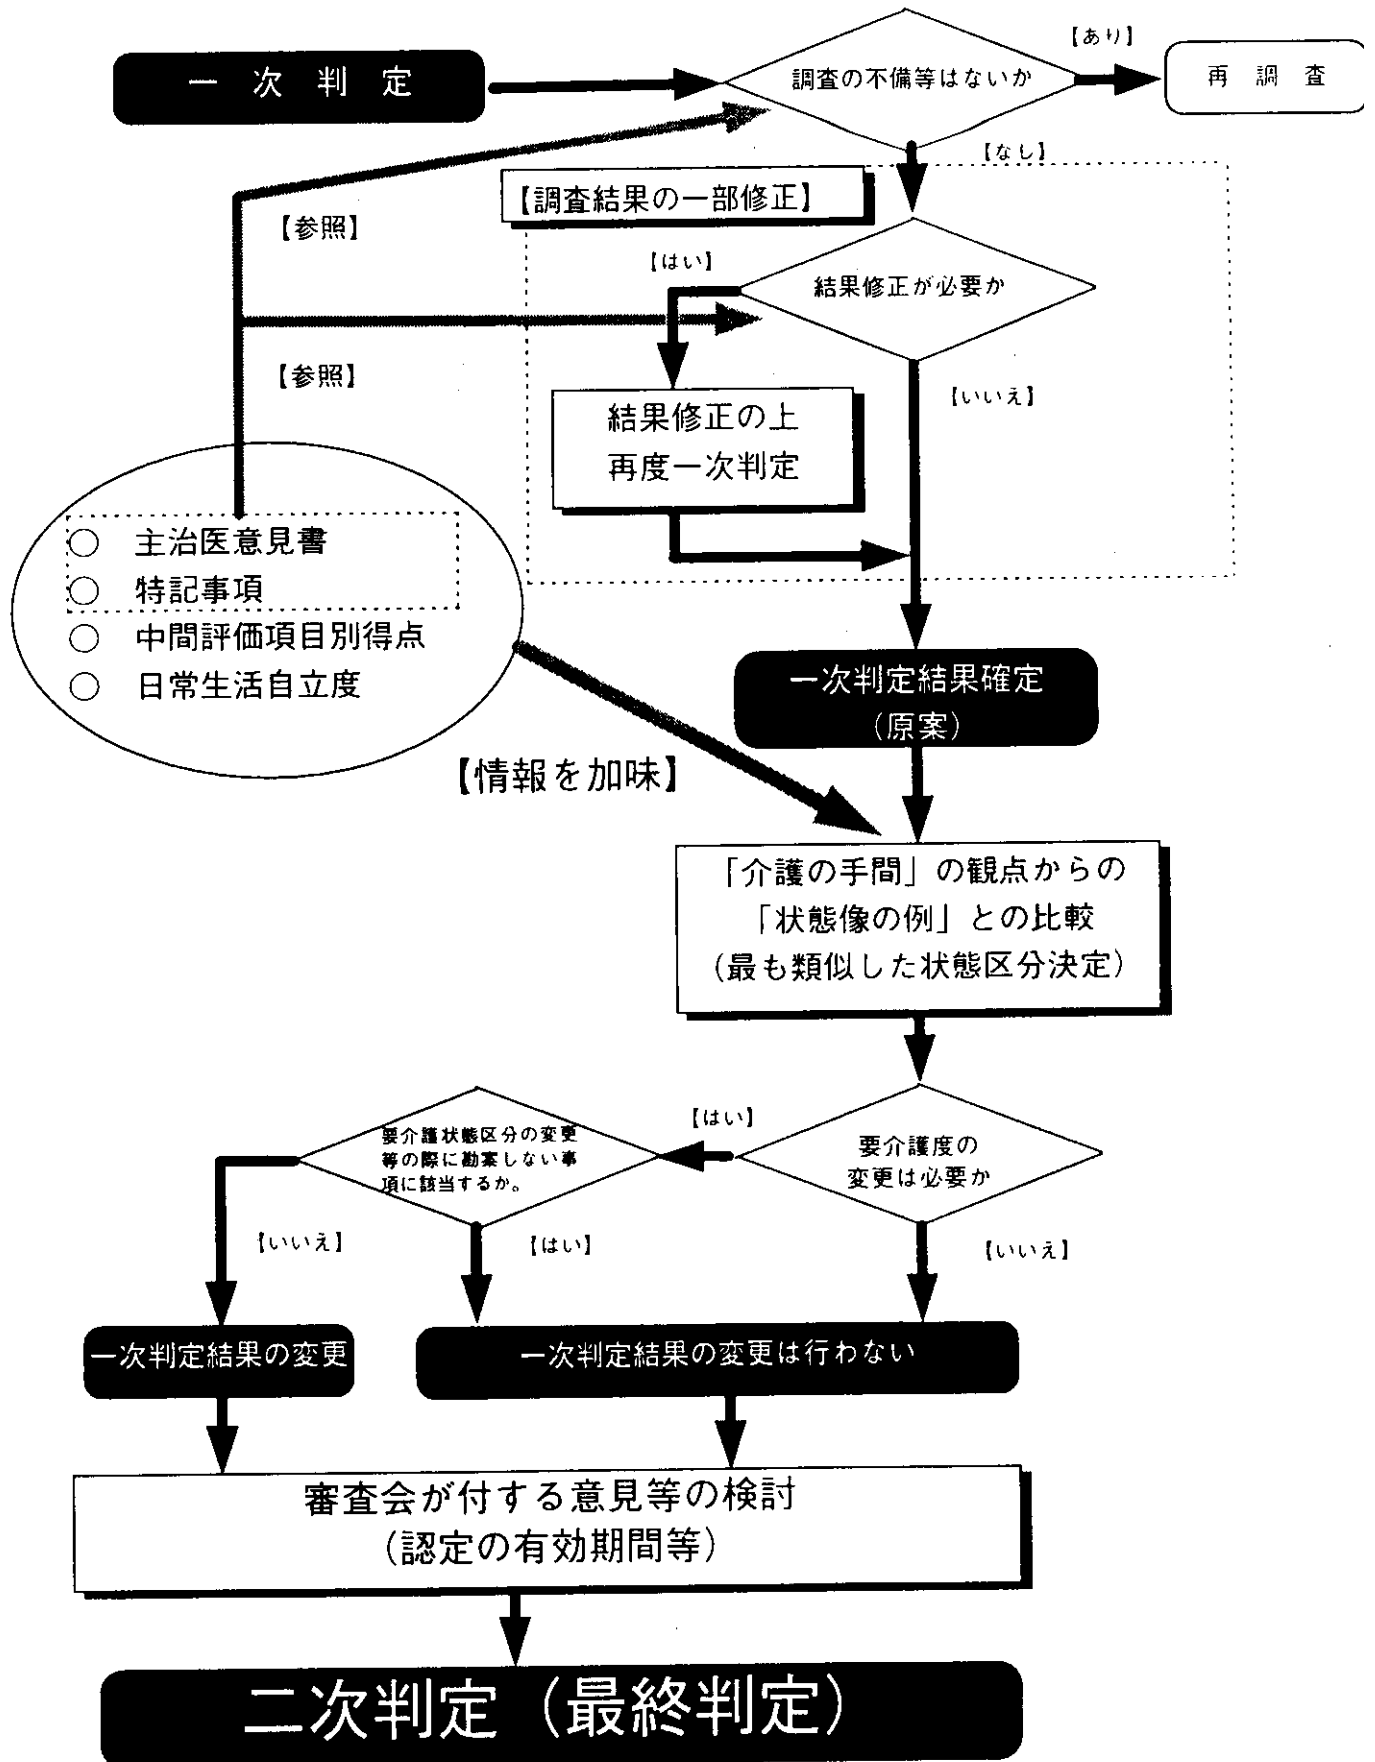 一次判定
調査の不備等はないか
【あり】
再調査
【なし】
【調査結果の一部修正】
【参照】
【はい】
結果修正が必要か
【参照】
【いいえ】
結果修正の上
再度一次判定
○ 主治医意見書
○ 特記事項
○ 中間評価項目別得点
○ 日常生活自立度
一次判定結果確定
(原案)
【情報を加味】
「介護の手間」の観点からの
「状態像の例」との比較
(最も類似した状態区分決定)
要介護度の
変更は必要か
【はい】
要介護状態区分の変更
等の際に勘案しない事
項に該当するか。
【いいえ】
【はい】
【いいえ】
一次判定結果の変更
一次判定結果の変更は行わない
審査会が付する意見等の検討
(認定の有効期間等)
二次判定(最終判定)